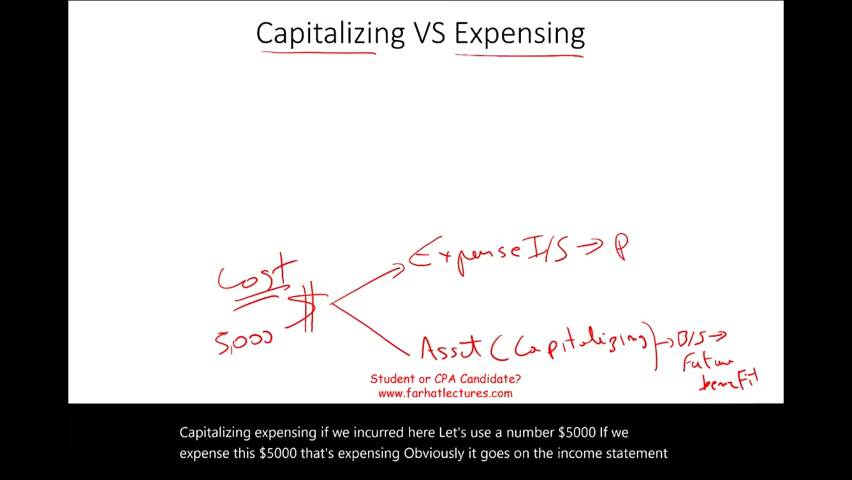 Capitalizing VS Expensing
Expense I/S → P
Cost
$
5,000
Asset (Capitalizing) → B/S →
Future
benefit
Student or CPA Candidate?
www.farhatlectures.com
Capitalizing expensing if we incurred here Let's use a number $5000 If we
expense this $5000 that's expensing Obviously it goes on the income statement